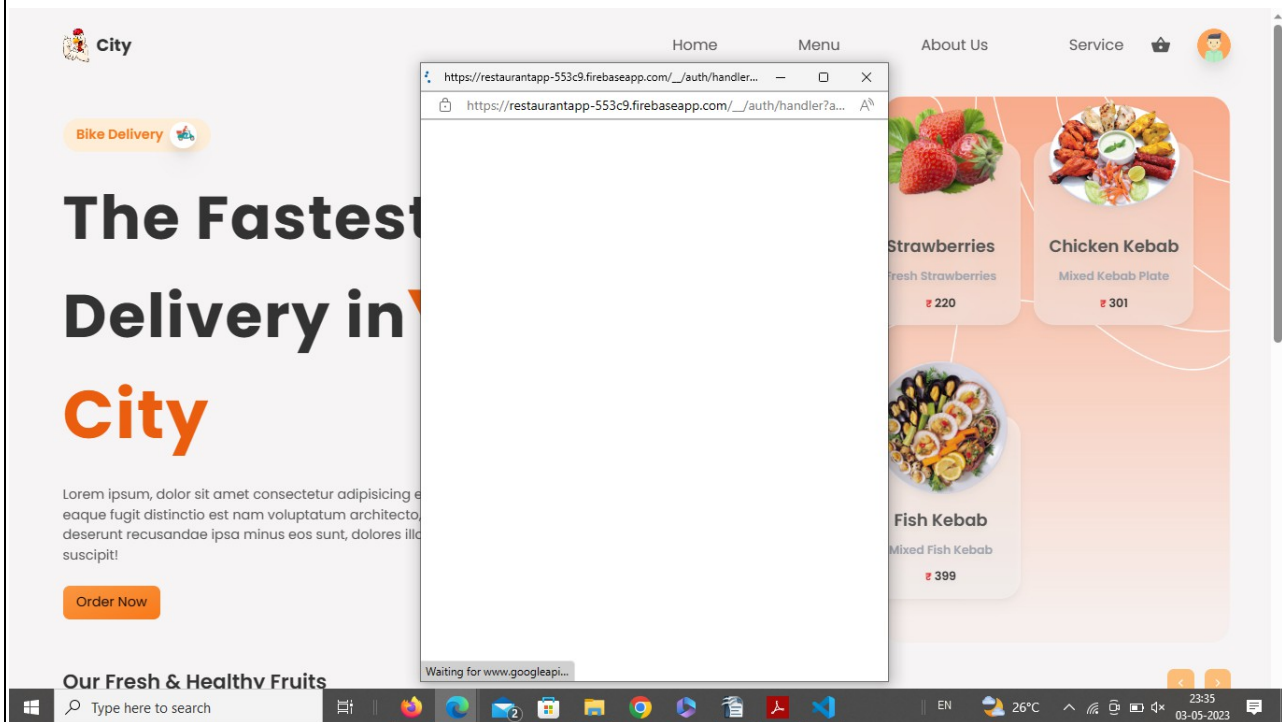 City
Home
Menu
About Us
Service
https://restaurantapp-553c9.firebaseapp.com/__/auth/handler...
https://restaurantapp-553c9.firebaseapp.com/__/auth/handler?a...
Bike Delivery
The Fastest
Delivery in
City
Lorem ipsum, dolor sit amet consectetur adipisicing
eaque fugit distinctio est nam voluptatum architecto,
deserunt recusandae ipsa minus eos sunt, dolores
suscipit!
Order Now
Strawberries
Fresh Strawberries
₹ 220
Chicken Kebab
Mixed Kebab Plate
₹ 301
Fish Kebab
Mixed Fish Kebab
₹ 399
Waiting for www.googleapi...
Our Fresh & Healthy Fruits
Type here to search
2
EN
26°C
23:35
03-05-2023